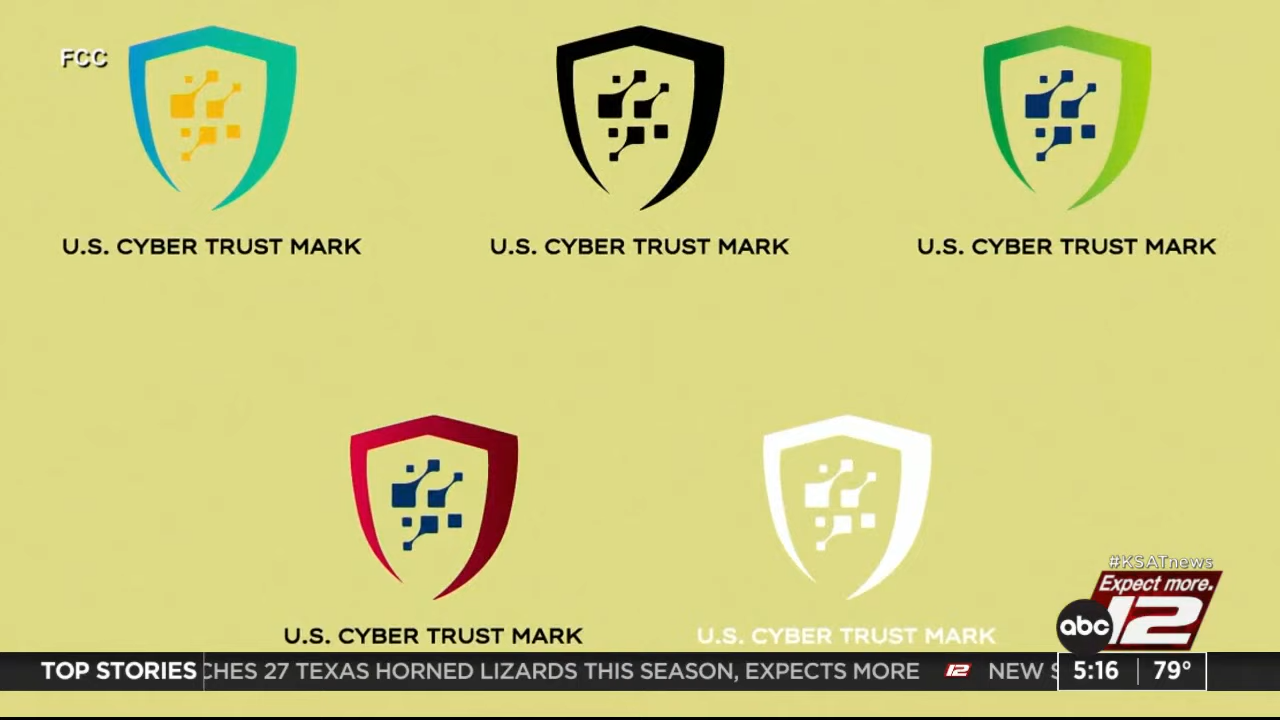 FCC
U.S. CYBER TRUST MARK
U.S. CYBER TRUST MARK
U.S. CYBER TRUST MARK
U.S. CYBER TRUST MARK
U.S. CYBER TRUST MARK
#KSATnews
Expect more.
abc 12
TOP STORIES CHES 27 TEXAS HORNED LIZARDS THIS SEASON, EXPECTS MORE 12 NEW S 5:16 79°